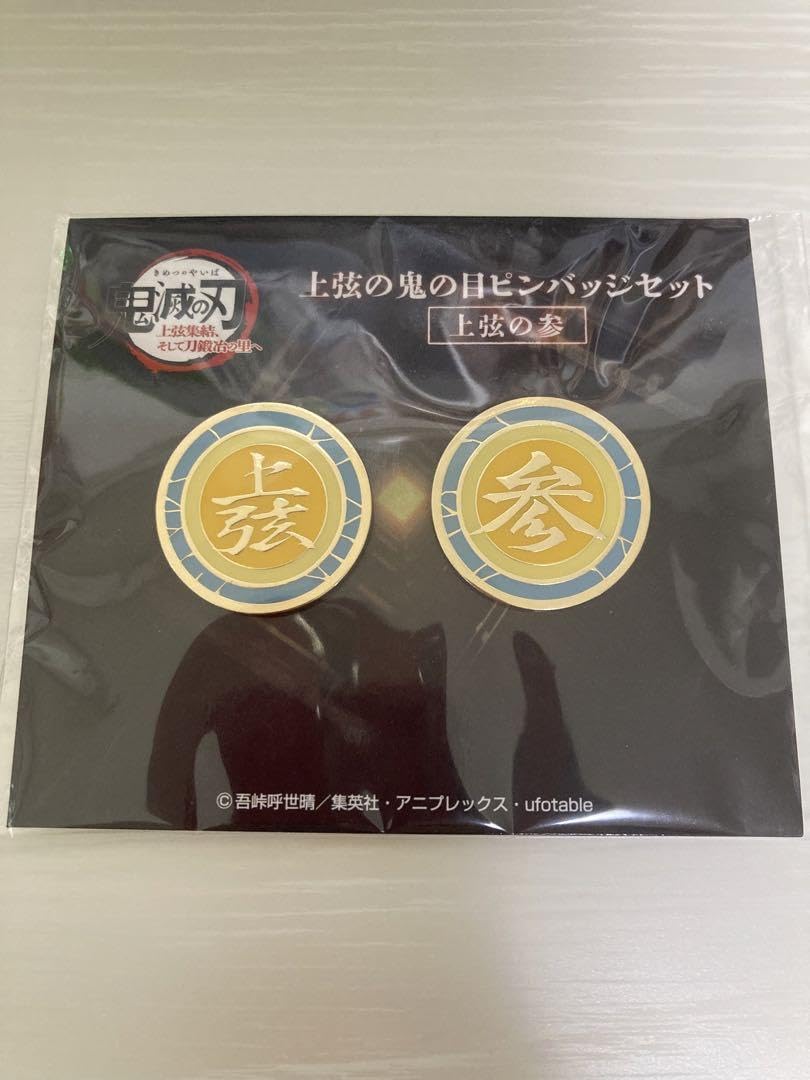 きめつのやいば
鬼滅の刃
上弦集結、
そして刀鍛冶の里へ
上弦の鬼の目ピンバッジセット
上弦の参
上弦
参
©吾峠呼世晴／集英社・アニプレックス・ufotable